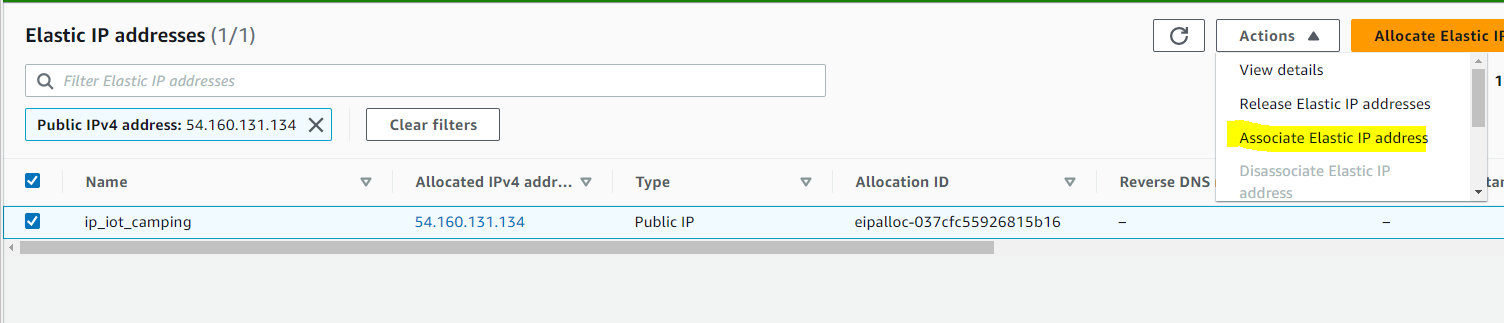 Elastic IP addresses (1/1)
Actions
Allocate Elastic IP
Filter Elastic IP addresses
View details
1
Release Elastic IP addresses
Public IPv4 address: 54.160.131.134
Clear filters
Associate Elastic IP address
Disassociate Elastic IP
address
Name
Allocated IPv4 addr...
Type
Allocation ID
Reverse DNS
ip_iot_camping
54.160.131.134
Public IP
eipalloc-037cfc55926815b16
–
–